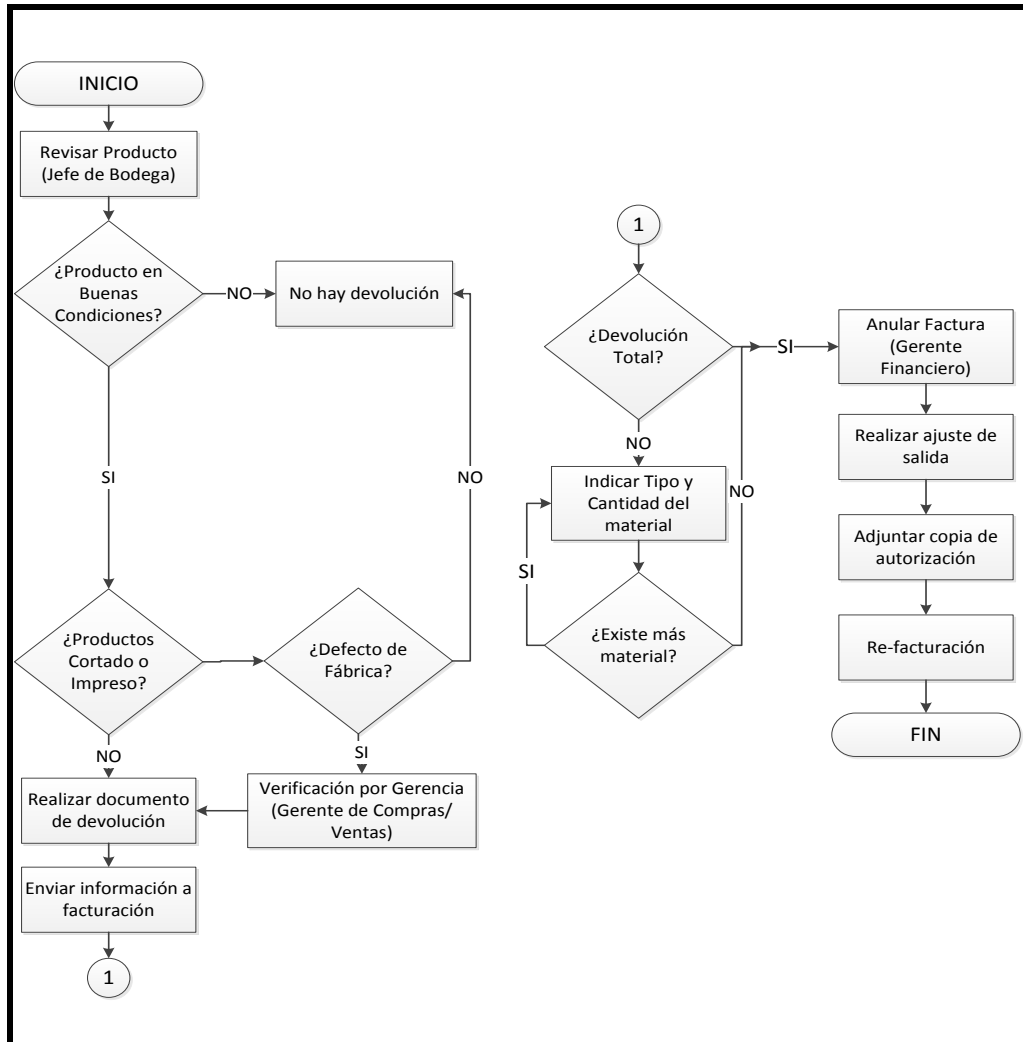 INICIO
Revisar Producto
(Jefe de Bodega)
¿Producto en
Buenas
Condiciones?
NO
No hay devolución
SI
NO
¿Productos
Cortado o
Impreso?
¿Defecto de
Fábrica?
NO
SI
Realizar documento
de devolución
Verificación por Gerencia
(Gerente de Compras/
Ventas)
Enviar información a
facturación
1
1
¿Devolución
Total?
SI
NO
Indicar Tipo y
Cantidad del
material
NO
SI
¿Existe más
material?
Anular Factura
(Gerente
Financiero)
Realizar ajuste de
salida
Adjuntar copia de
autorización
Re-facturación
FIN